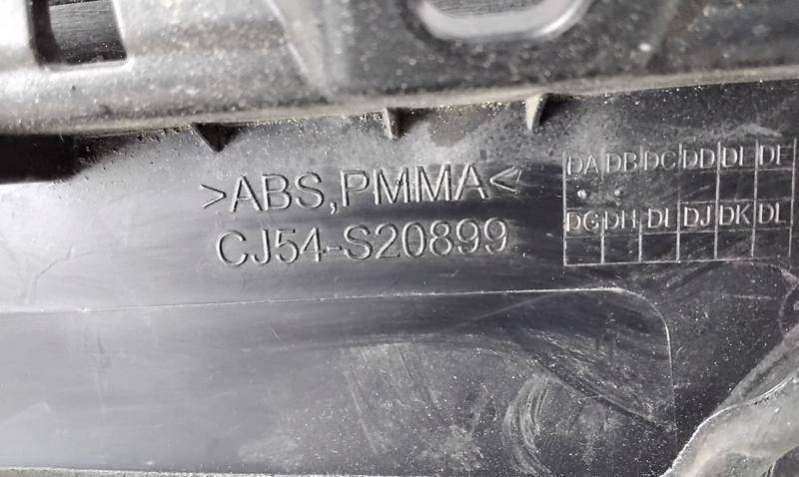 >ABS,PMMA<
CJ54-S20899
DA DB DC DD DE DF
DG DH DI DJ DK DL